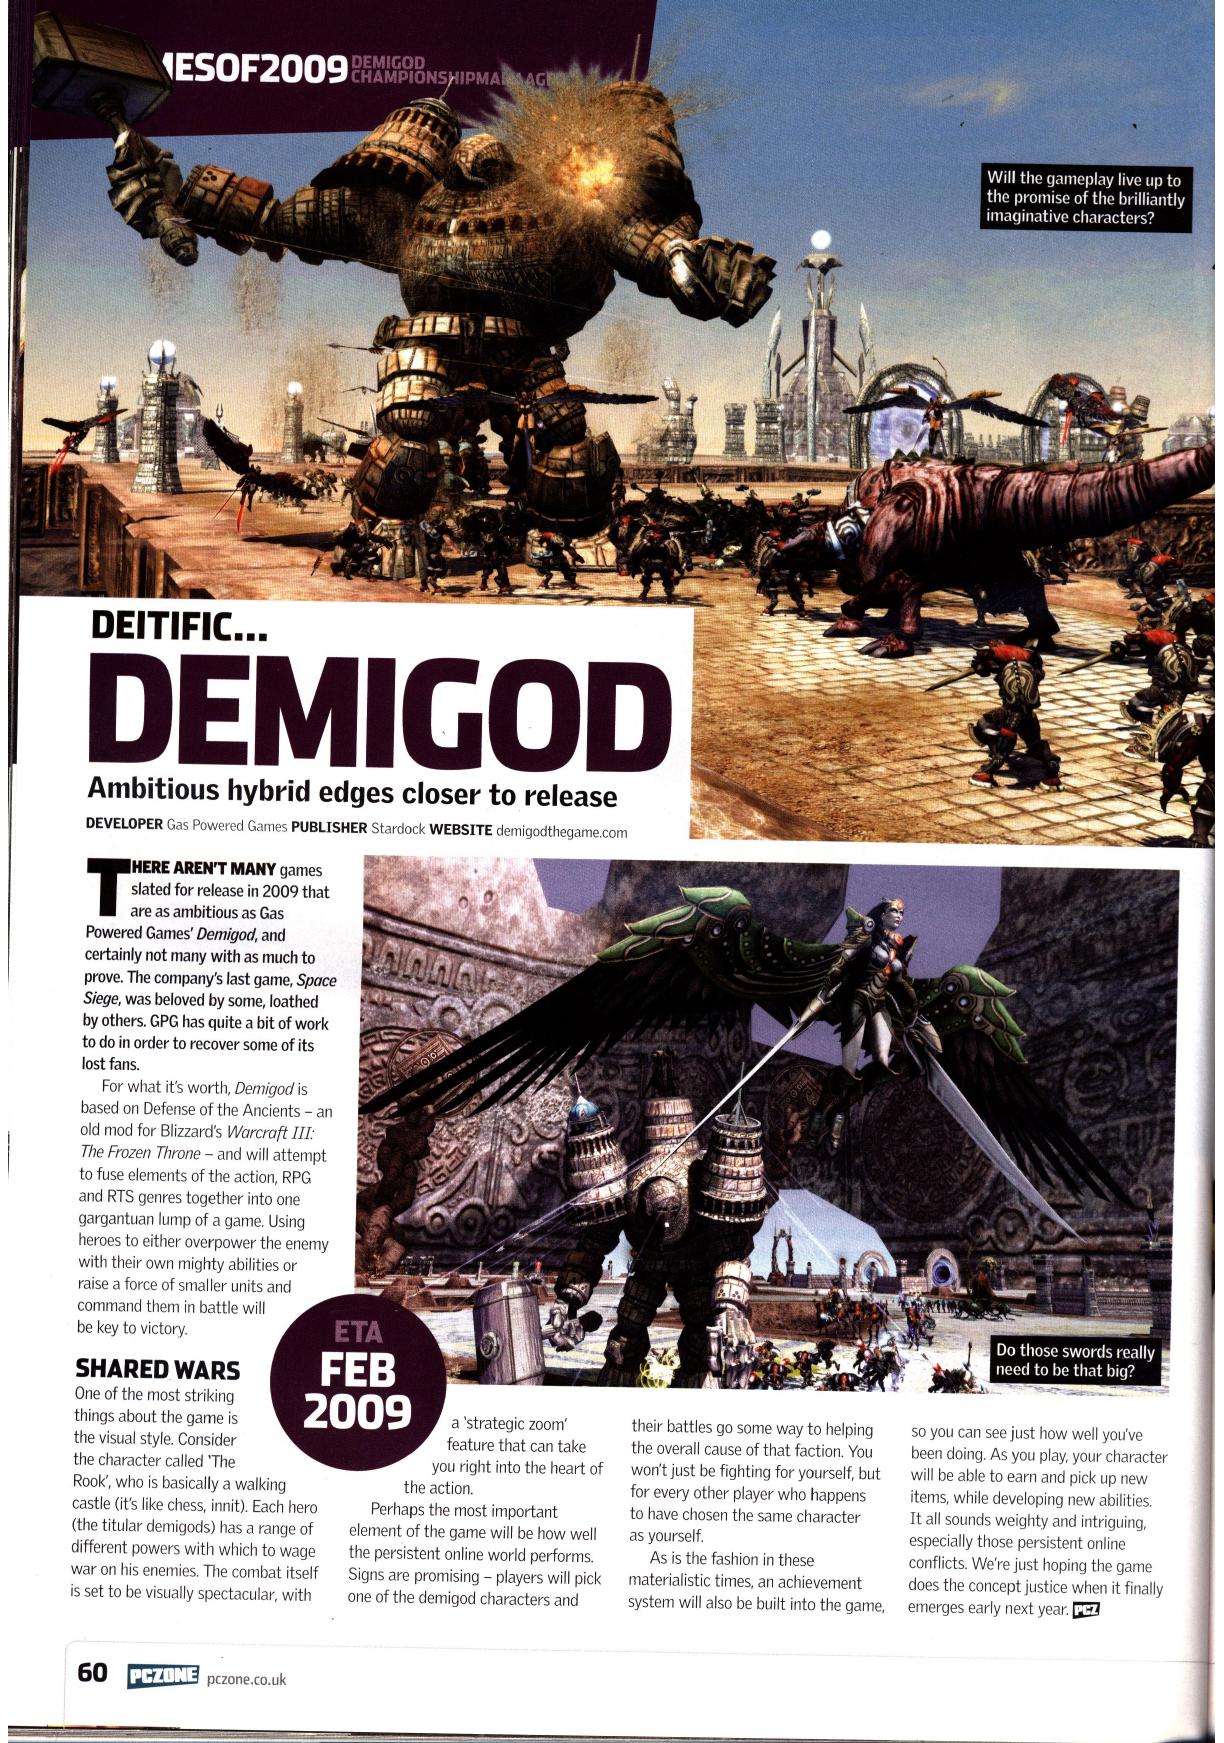 MESOF2009 DEMIGOD
CHAMPIONSHIPMANAGER
Will the gameplay live up to
the promise of the brilliantly
imaginative characters?
DEITIFIC...
DEMIGOD
Ambitious hybrid edges closer to release
DEVELOPER Gas Powered Games PUBLISHER Stardock WEBSITE demigodthegame.com
THERE AREN'T MANY games
slated for release in 2009 that
are as ambitious as Gas
Powered Games' Demigod, and
certainly not many with as much to
prove. The company's last game, Space
Siege, was beloved by some, loathed
by others. GPG has quite a bit of work
to do in order to recover some of its
lost fans.
For what it's worth, Demigod is
based on Defense of the Ancients – an
old mod for Blizzard's Warcraft III:
The Frozen Throne – and will attempt
to fuse elements of the action, RPG
and RTS genres together into one
gargantuan lump of a game. Using
heroes to either overpower the enemy
with their own mighty abilities or
raise a force of smaller units and
command them in battle will
be key to victory.
SHARED WARS
One of the most striking
things about the game is
the visual style. Consider
the character called 'The
Rook', who is basically a walking
castle (it's like chess, innit). Each hero
(the titular demigods) has a range of
different powers with which to wage
war on his enemies. The combat itself
is set to be visually spectacular, with
ETA
FEB
2009
Do those swords really
need to be that big?
a 'strategic zoom'
feature that can take
you right into the heart of
the action.
Perhaps the most important
element of the game will be how well
the persistent online world performs.
Signs are promising – players will pick
one of the demigod characters and
their battles go some way to helping
the overall cause of that faction. You
won't just be fighting for yourself, but
for every other player who happens
to have chosen the same character
as yourself.
As is the fashion in these
materialistic times, an achievement
system will also be built into the game,
so you can see just how well you've
been doing. As you play, your character
will be able to earn and pick up new
items, while developing new abilities.
It all sounds weighty and intriguing,
especially those persistent online
conflicts. We're just hoping the game
does the concept justice when it finally
emerges early next year. PCZ
60 PCZONE pczone.co.uk